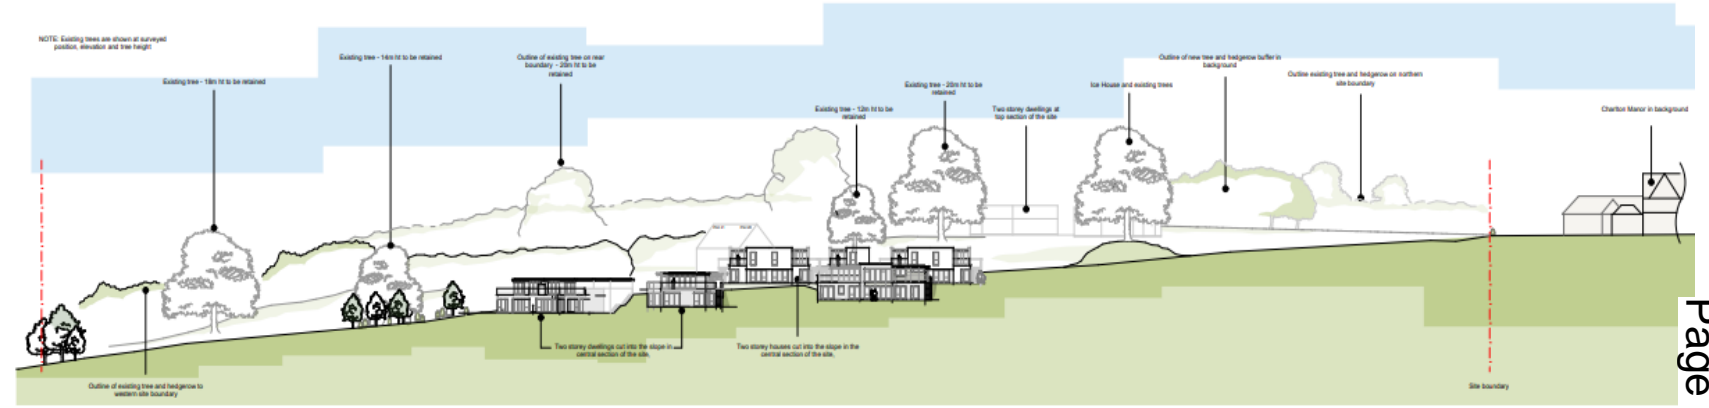 NOTE: Existing trees are shown at surveyed
position, elevation and tree height
Existing tree - 18m ht to be retained
Existing tree - 14m ht to be retained
Outline of existing tree on rear
boundary - 20m ht to be
retained
Existing tree - 12m ht to be
retained
Existing tree - 20m ht to be
retained
Two storey dwellings at
top section of the site
Ice House and existing trees
Outline of new tree and hedgerow buffer in
background
Outline existing tree and hedgerow on northern
site boundary
Charlton Manor in background
Outline of existing tree and hedgerow to
western site boundary
Two storey dwellings cut into the slope in
central section of the site,
Two storey houses cut into the slope in the
central section of the site,
Site boundary
Page